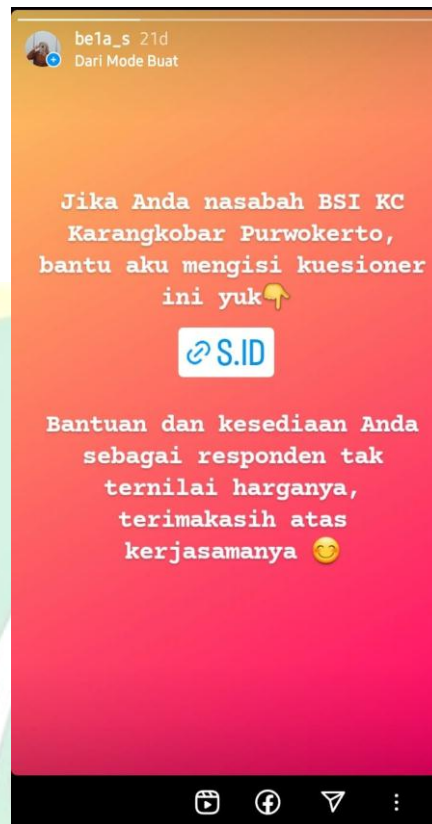 be1a_s 21d
Dari Mode Buat
Jika Anda nasabah BSI KC
Karangkobar Purwokerto,
bantu aku mengisi kuesioner
ini yuk👇
S.ID
Bantuan dan kesediaan Anda
sebagai responden tak
ternilai harganya,
terimakasih atas
kerjasamanya 😊